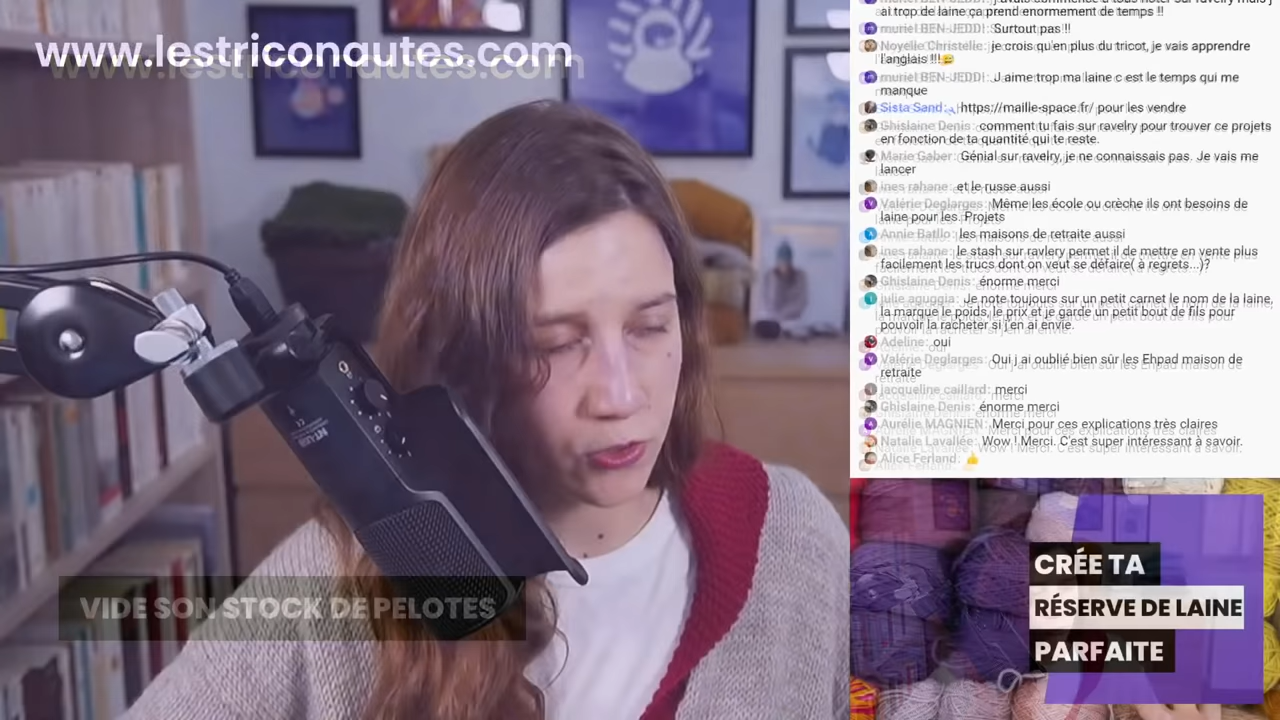 www.lestriconautes.com
ai trop de laine ça prend enormement de temps !!
muriel BEN-JEDDI: Surtout pas !!
Noyelle Christelle: je crois qu'en plus du tricot, je vais apprendre
l'anglais !!!😅
muriel BEN-JEDDI: J aime trop ma laine c est le temps qui me
manque
Sista Sand: https://maille-space.fr/ pour les vendre
Ghislaine Denis: comment tu fais sur ravelry pour trouver ce projets
en fonction de ta quantité qui te reste.
Marie Gaber: Génial sur ravelry, je ne connaissais pas. Je vais me
lancer
ines rahane: et le russe aussi
Valérie Deglarges: Même les école ou crèche ils ont besoins de
laine pour les. Projets
Annie Batllo: les maisons de retraite aussi
ines rahane: le stash sur ravlery permet il de mettre en vente plus
facilement les trucs dont on veut se défaire( à regrets...)?
Ghislaine Denis: énorme merci
julie aguggia: Je note toujours sur un petit carnet le nom de la laine,
la marque le poids, le prix et je garde un petit bout de fils pour
pouvoir la racheter si j'en ai envie.
Adeline: oui
Valérie Deglarges: Oui j ai oublié bien sûr les Ehpad maison de
retraite
jacqueline caillard: merci
Ghislaine Denis: énorme merci
Aurélie MAGNIEN: Merci pour ces explications très claires
Natalie Lavallée: Wow ! Merci. C'est super intéressant à savoir.
Alice Ferland: 👍
VIDE SON STOCK DE PELOTES
CRÉE TA
RÉSERVE DE LAINE
PARFAITE